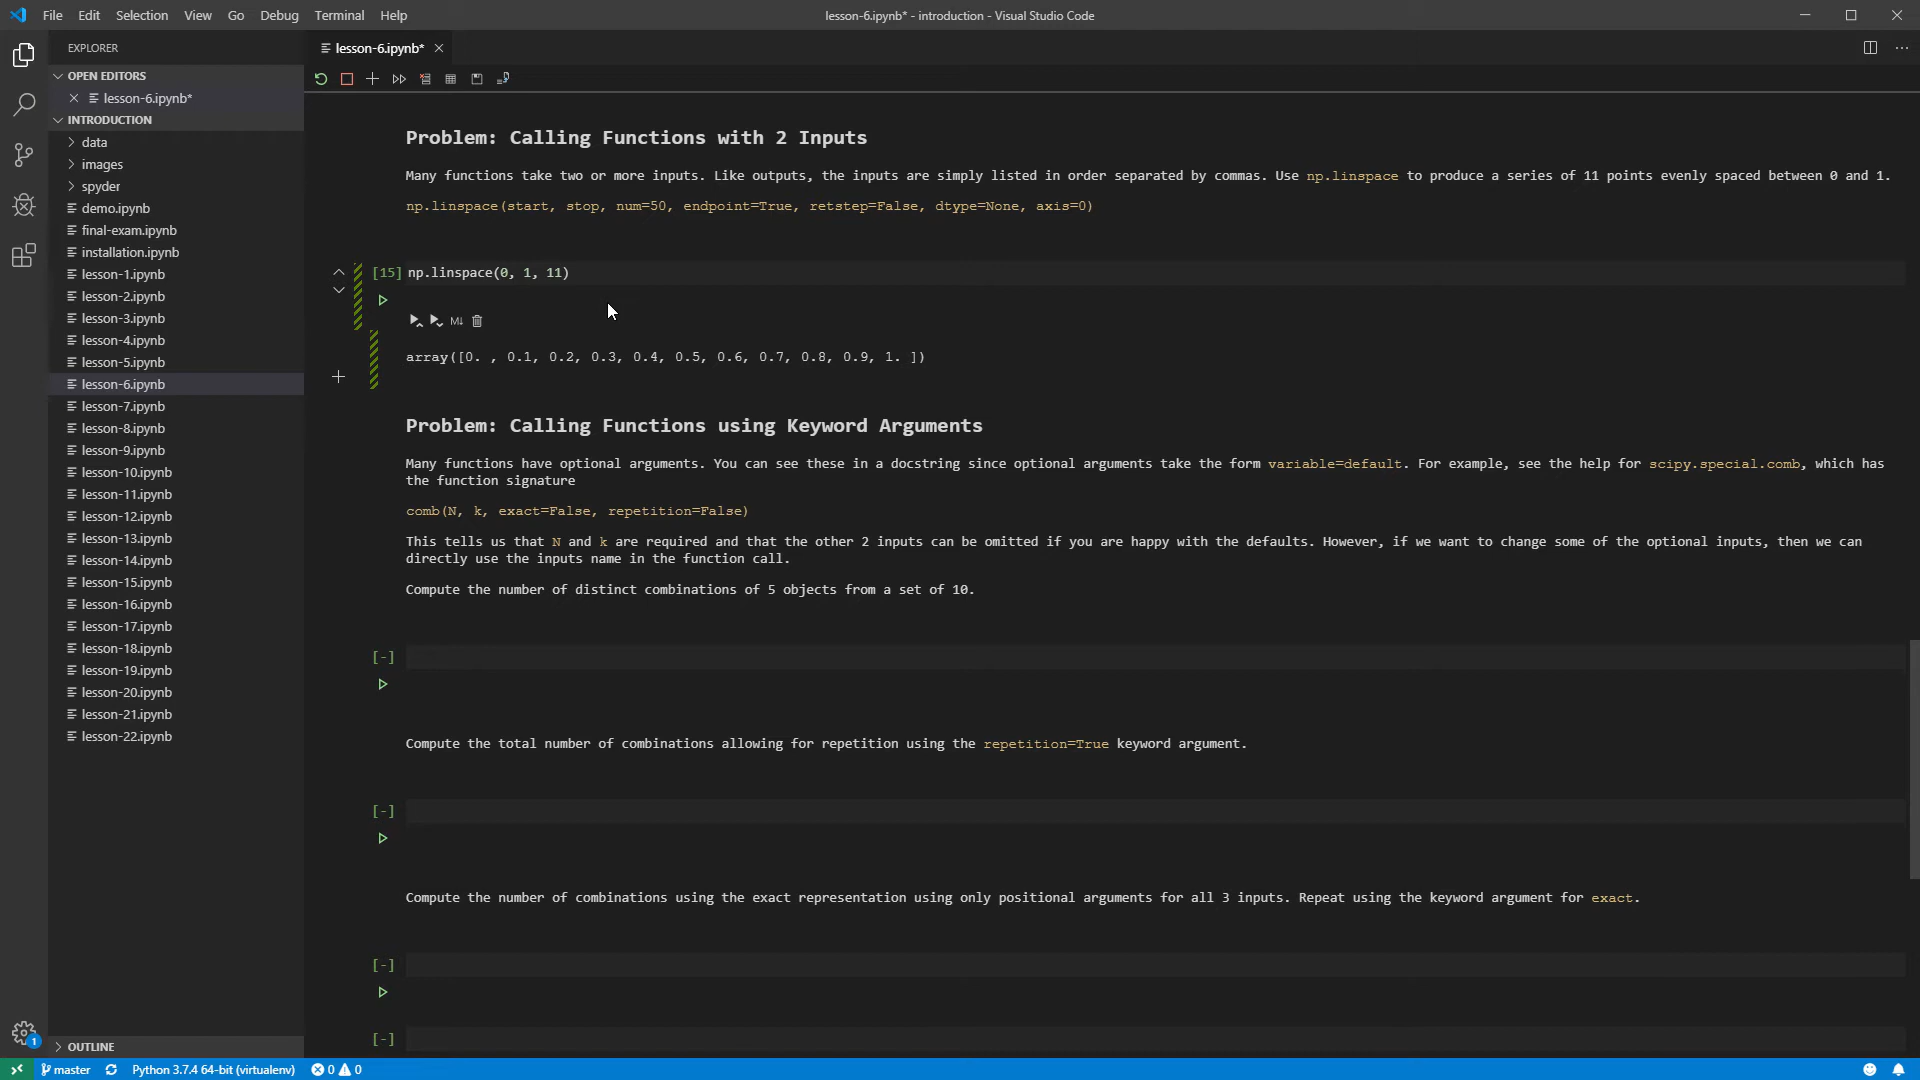 File Edit Selection View Go Debug Terminal Help
lesson-6.ipynb* - introduction - Visual Studio Code
EXPLORER
OPEN EDITORS
lesson-6.ipynb*
INTRODUCTION
data
images
spyder
demo.ipynb
final-exam.ipynb
installation.ipynb
lesson-1.ipynb
lesson-2.ipynb
lesson-3.ipynb
lesson-4.ipynb
lesson-5.ipynb
lesson-6.ipynb
lesson-7.ipynb
lesson-8.ipynb
lesson-9.ipynb
lesson-10.ipynb
lesson-11.ipynb
lesson-12.ipynb
lesson-13.ipynb
lesson-14.ipynb
lesson-15.ipynb
lesson-16.ipynb
lesson-17.ipynb
lesson-18.ipynb
lesson-19.ipynb
lesson-20.ipynb
lesson-21.ipynb
lesson-22.ipynb
OUTLINE
lesson-6.ipynb*
Problem: Calling Functions with 2 Inputs
Many functions take two or more inputs. Like outputs, the inputs are simply listed in order separated by commas. Use np.linspace to produce a series of 11 points evenly spaced between 0 and 1.
np.linspace(start, stop, num=50, endpoint=True, retstep=False, dtype=None, axis=0)
[15] np.linspace(0, 1, 11)
M↓
array([0. , 0.1, 0.2, 0.3, 0.4, 0.5, 0.6, 0.7, 0.8, 0.9, 1. ])
Problem: Calling Functions using Keyword Arguments
Many functions have optional arguments. You can see these in a docstring since optional arguments take the form variable=default. For example, see the help for scipy.special.comb, which has
the function signature
comb(N, k, exact=False, repetition=False)
This tells us that N and k are required and that the other 2 inputs can be omitted if you are happy with the defaults. However, if we want to change some of the optional inputs, then we can
directly use the inputs name in the function call.
Compute the number of distinct combinations of 5 objects from a set of 10.
[-]
Compute the total number of combinations allowing for repetition using the repetition=True keyword argument.
[-]
Compute the number of combinations using the exact representation using only positional arguments for all 3 inputs. Repeat using the keyword argument for exact.
[-]
[-]
1
master Python 3.7.4 64-bit (virtualenv) 0 0